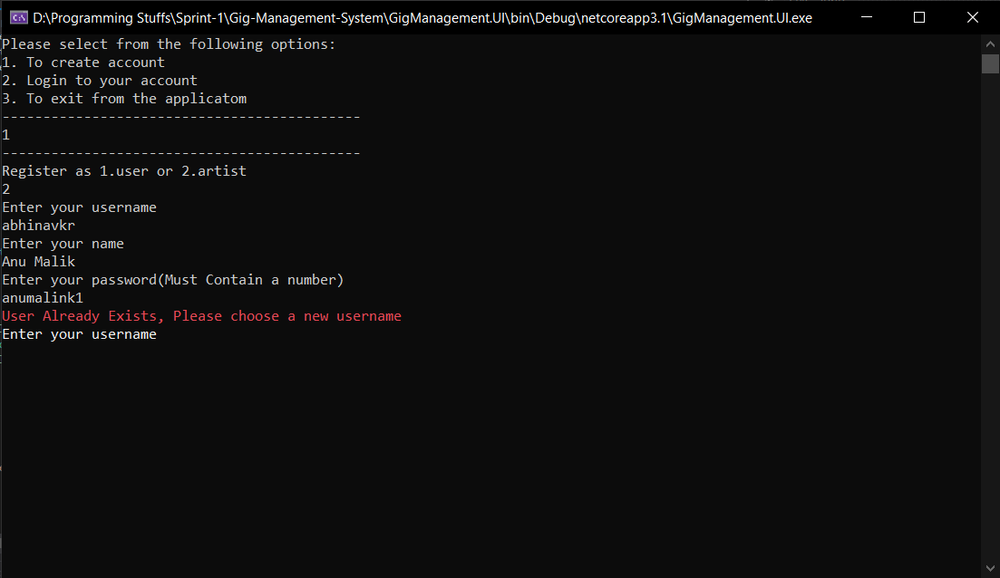 D:\Programming Stuffs\Sprint-1\Gig-Management-System\GigManagement.UI\bin\Debug\netcoreapp3.1\GigManagement.UI.exe
Please select from the following options:
1. To create account
2. Login to your account
3. To exit from the applicatom
--------------------------------------------
1
--------------------------------------------
Register as 1.user or 2.artist
2
Enter your username
abhinavkr
Enter your name
Anu Malik
Enter your password(Must Contain a number)
anumalink1
User Already Exists, Please choose a new username
Enter your username